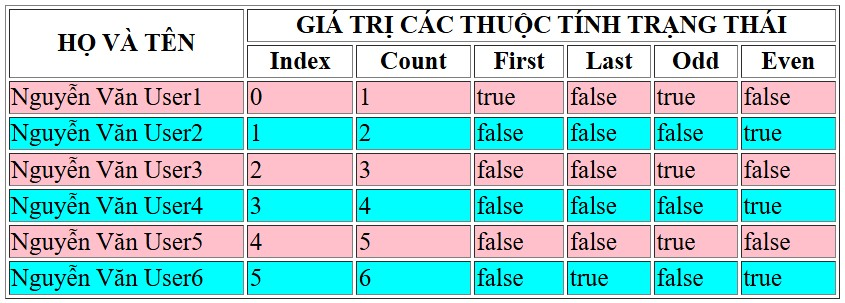 HỌ VÀ TÊN GIÁ TRỊ CÁC THUỘC TÍNH TRẠNG THÁI
Index Count First Last Odd Even
Nguyễn Văn User1 0 1 true false true false
Nguyễn Văn User2 1 2 false false false true
Nguyễn Văn User3 2 3 false false true false
Nguyễn Văn User4 3 4 false false false true
Nguyễn Văn User5 4 5 false false true false
Nguyễn Văn User6 5 6 false true false true